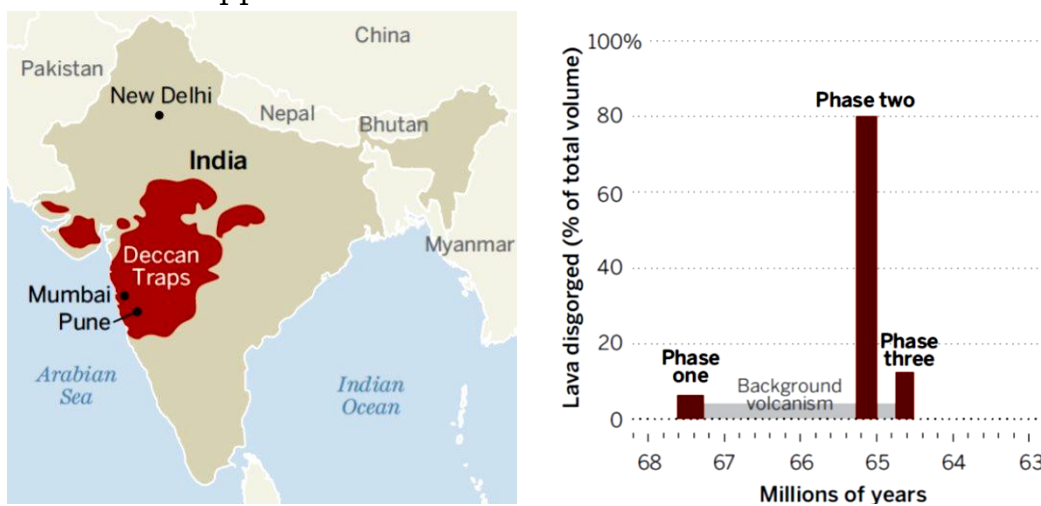 China
Pakistan
New Delhi
Nepal
Bhutan
India
Myanmar
Deccan
Traps
Mumbai
Pune
Arabian
Sea
Indian
Ocean
Lava disgorged (% of total volume)
100%
80
60
40
20
0
Phase two
Phase
three
Phase
one
Background
volcanism
68 67 66 65 64 63
Millions of years